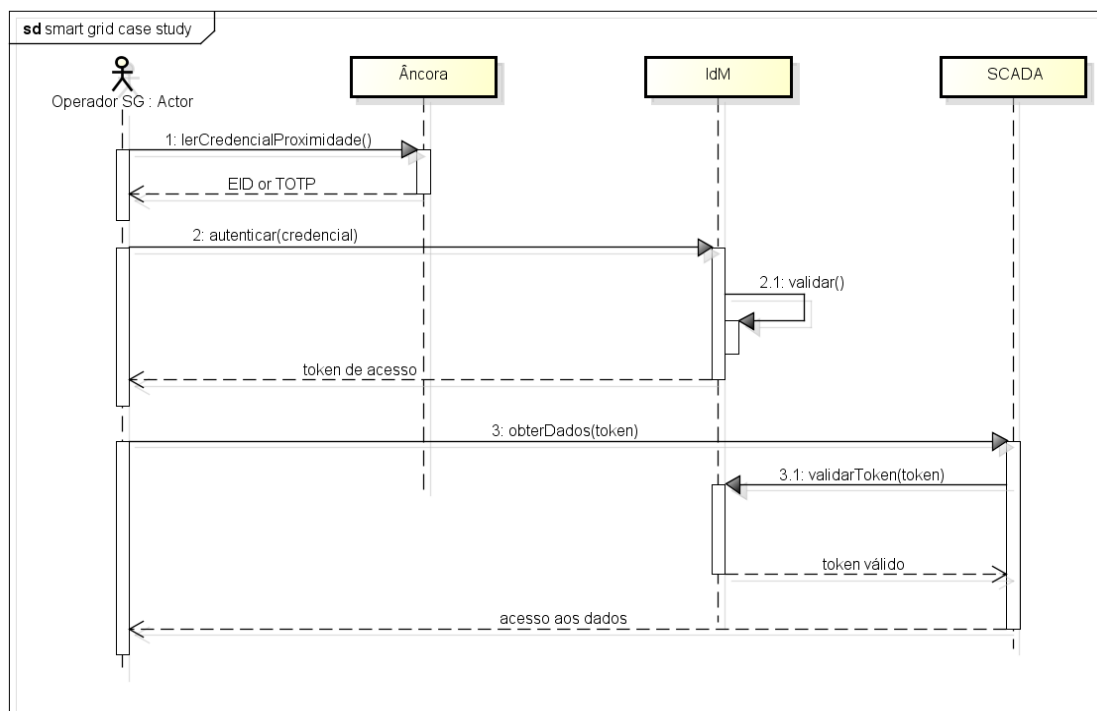 sd smart grid case study
Operador SG : Actor
Âncora
IdM
SCADA
1: lerCredencialProximidade()
EID or TOTP
2: autenticar(credencial)
2.1: validar()
token de acesso
3: obterDados(token)
3.1: validarToken(token)
token válido
acesso aos dados